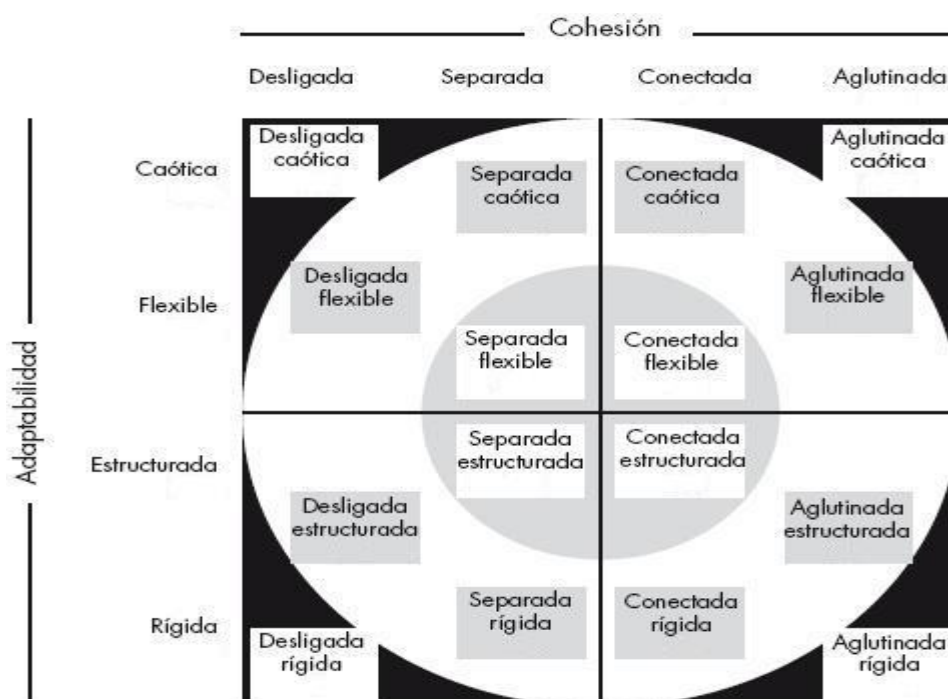 Cohesión
Desligada Separada Conectada Aglutinada
Adaptabilidad
Caótica
Flexible
Estructurada
Rígida
Desligada
caótica
Separada
caótica
Conectada
caótica
Aglutinada
caótica
Desligada
flexible
Separada
flexible
Conectada
flexible
Aglutinada
flexible
Separada
estructurada
Conectada
estructurada
Desligada
estructurada
Aglutinada
estructurada
Separada
rígida
Conectada
rígida
Desligada
rígida
Aglutinada
rígida